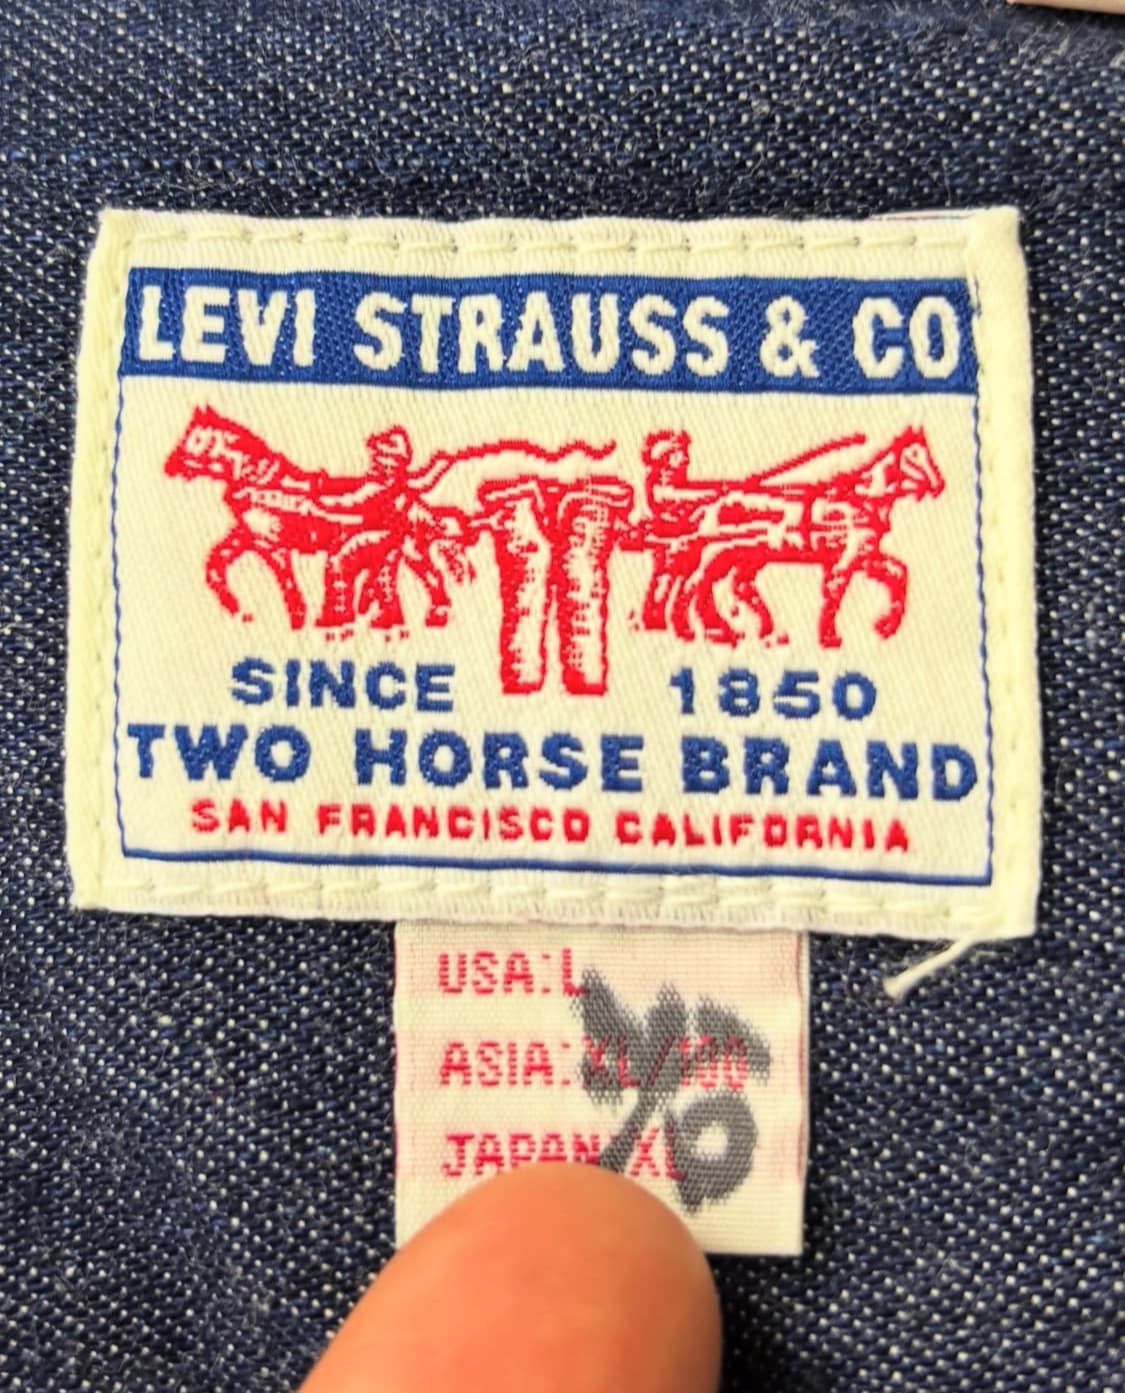 LEVI STRAUSS & CO
SINCE 1850
TWO HORSE BRAND
SAN FRANCISCO CALIFORNIA
USA:L
ASIA:XL/100
JAPAN:XL